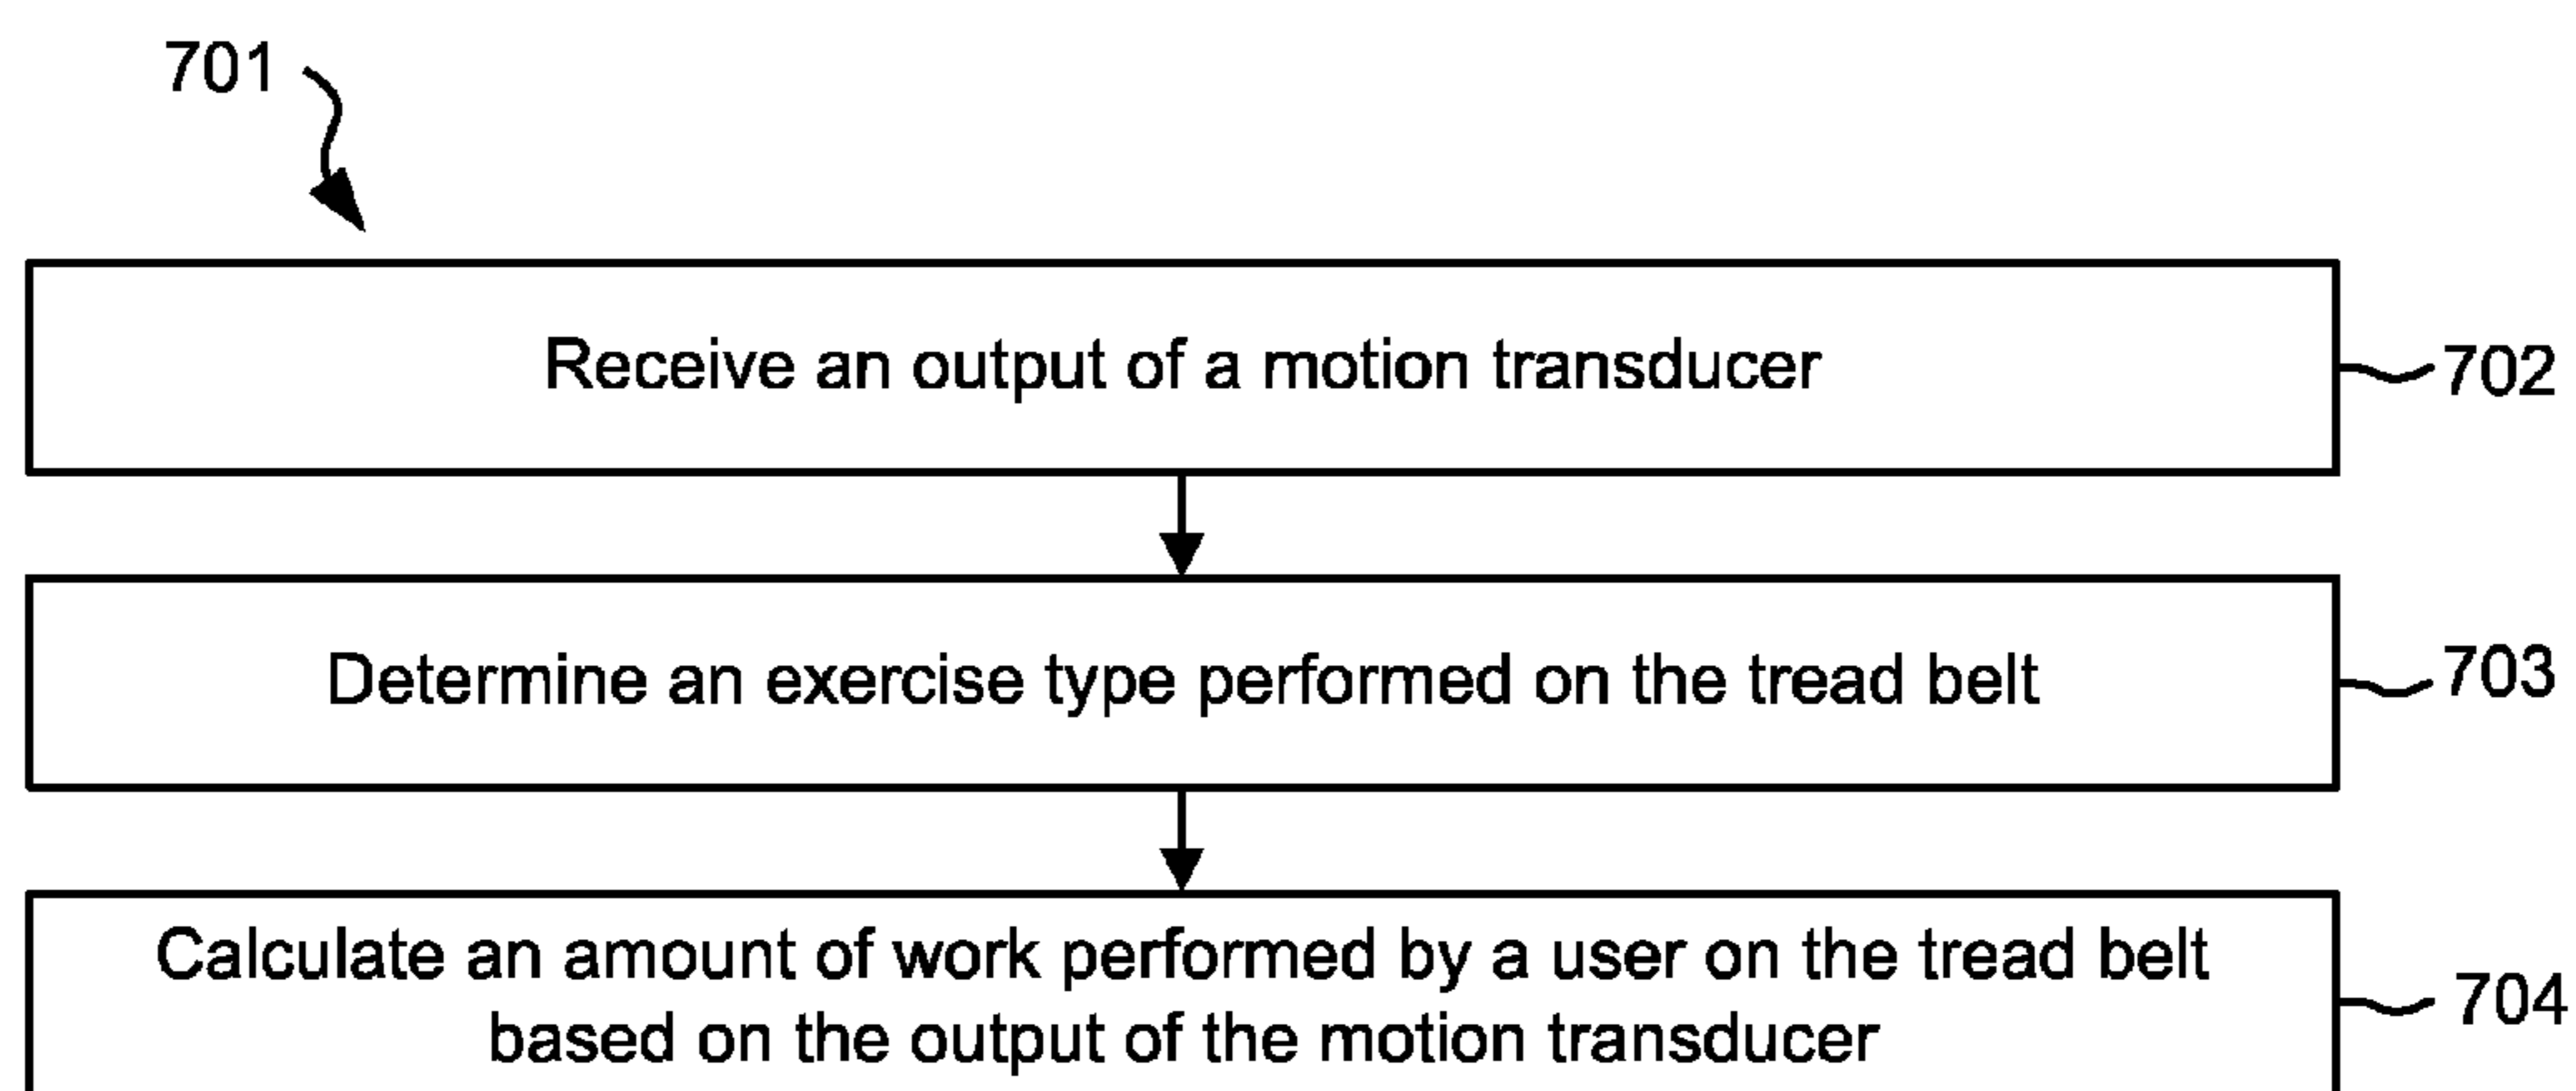 701
Receive an output of a motion transducer
702
Determine an exercise type performed on the tread belt
703
Calculate an amount of work performed by a user on the tread belt
based on the output of the motion transducer
704